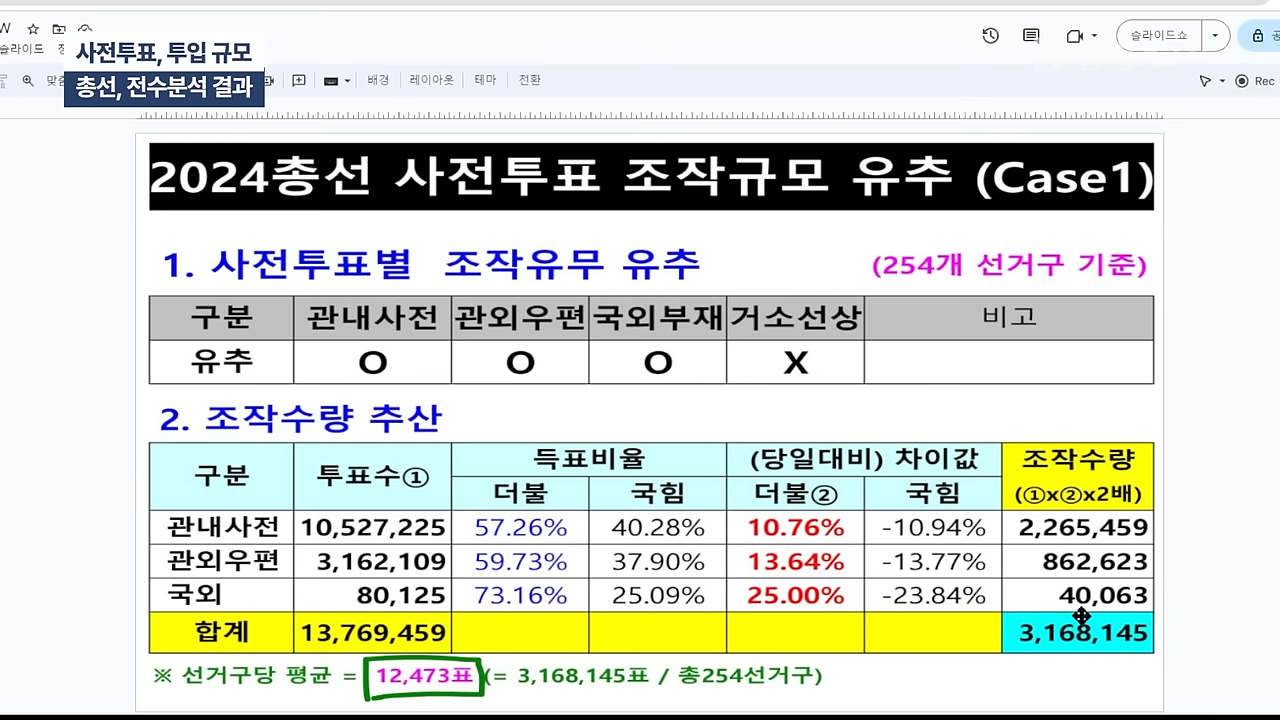 W
슬라이드
사전투표, 투입 규모
총선, 전수분석 결과
슬라이드쇼
배경 레이아웃 테마 전환
Rec
2024총선 사전투표 조작규모 유추 (Case1)
1. 사전투표별 조작유무 유추
(254개 선거구 기준)
구분 관내사전 관외우편 국외부재 거소선상 비고
유추 O O O X
2. 조작수량 추산
구분 투표수① 득표비율 (당일대비) 차이값 조작수량
더불 국힘 더불② 국힘 (①x②x2배)
관내사전 10,527,225 57.26% 40.28% 10.76% -10.94% 2,265,459
관외우편 3,162,109 59.73% 37.90% 13.64% -13.77% 862,623
국외 80,125 73.16% 25.09% 25.00% -23.84% 40,063
합계 13,769,459 3,168,145
※ 선거구당 평균 = 12,473표 (= 3,168,145표 / 총254선거구)